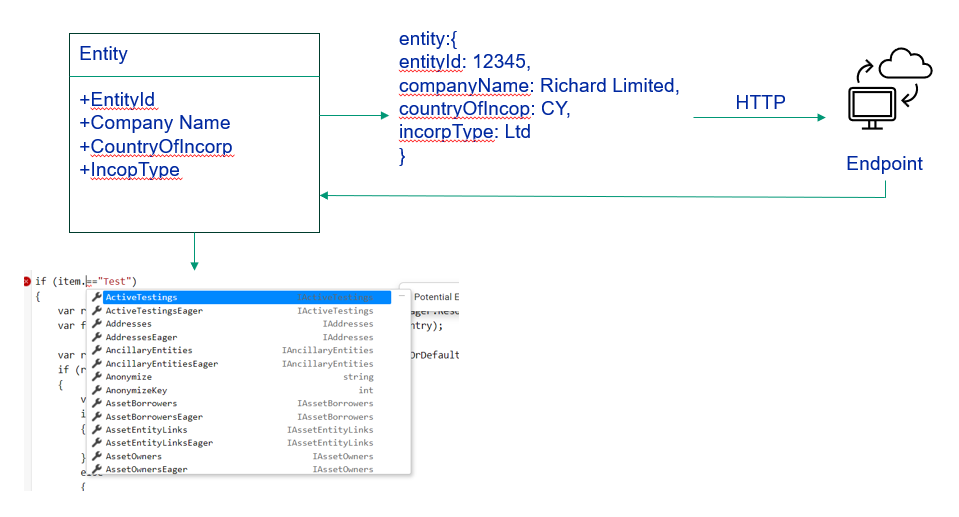 Entity
+EntityId
+Company Name
+CountryOfIncorp
+IncopType
entity:{
entityId: 12345,
companyName: Richard Limited,
countryOfIncop: CY,
incorpType: Ltd
}
HTTP
Endpoint
if (item.=="Test")
{
var r
var f
var r
if (r
{
v
i
{
}
else
{
ActiveTestings IActiveTestings
ActiveTestingsEager IActiveTestings
Addresses IAddresses
AddressesEager IAddresses
AncillaryEntities IAncillaryEntities
AncillaryEntitiesEager IAncillaryEntities
Anonymize string
AnonymizeKey int
AssetBorrowers IAssetBorrowers
AssetBorrowersEager IAssetBorrowers
AssetEntityLinks IAssetEntityLinks
AssetEntityLinksEager IAssetEntityLinks
AssetOwners IAssetOwners
AssetOwnersEager IAssetOwners
Potential E
ntry);
OrDefault